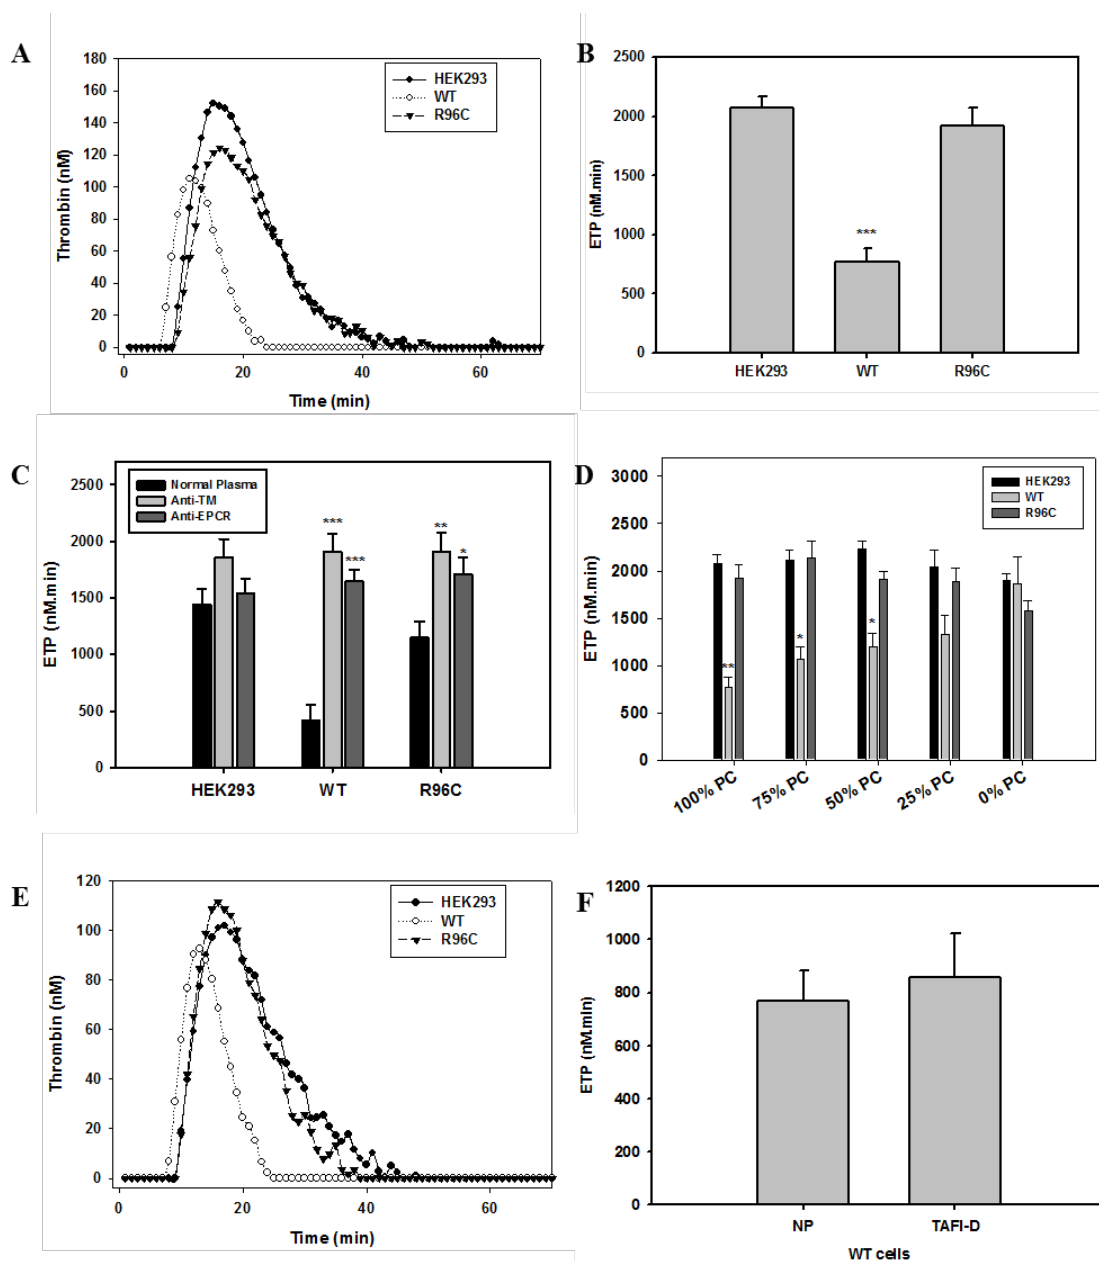 A
180
160
140
120
100
80
60
40
20
0
Thrombin (nM)
HEK293
WT
R96C
0
20
40
60
Time (min)
B
2500
2000
1500
1000
500
0
ETP (nM.min)
***
HEK293
WT
R96C
C
2500
2000
1500
1000
500
0
ETP (nM.min)
Normal Plasma
Anti-TM
Anti-EPCR
***
***
**
*
HEK293
WT
R96C
D
3000
2500
2000
1500
1000
500
0
ETP (nM.min)
HEK293
WT
R96C
**
*
*
100% PC
75% PC
50% PC
25% PC
0% PC
E
120
100
80
60
40
20
0
Thrombin (nM)
HEK293
WT
R96C
0
20
40
60
Time (min)
F
1200
1000
800
600
400
200
0
ETP (nM.min)
NP
TAFI-D
WT cells